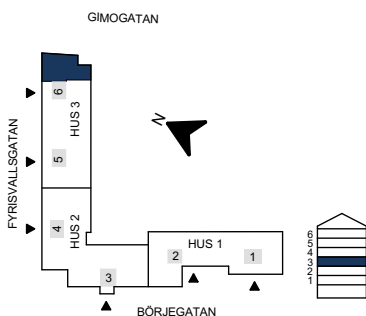 GIMOGATAN
FYRISVALLSGATAN
6
HUS 3
5
N
4
HUS 2
3
HUS 1
2
1
BÖRJEGATAN
6
5
4
3
2
1